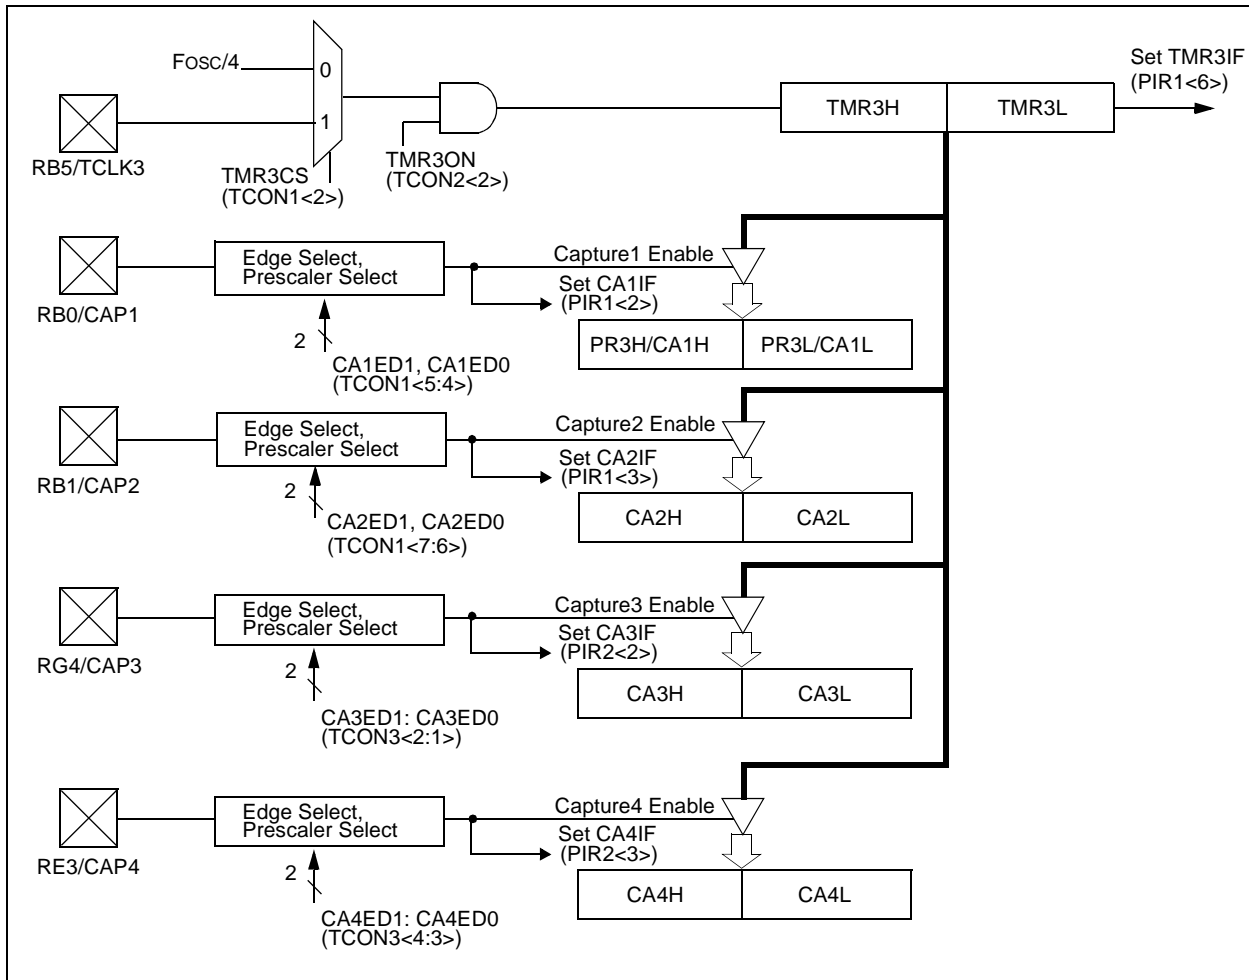 FOSC/4
0
1
RB5/TCLK3
TMR3CS
(TCON1<2>)
TMR3ON
(TCON2<2>)
TMR3H
TMR3L
Set TMR3IF
(PIR1<6>)
RB0/CAP1
Edge Select,
Prescaler Select
2
CA1ED1, CA1ED0
(TCON1<5:4>)
Capture1 Enable
Set CA1IF
(PIR1<2>)
PR3H/CA1H
PR3L/CA1L
RB1/CAP2
Edge Select,
Prescaler Select
2
CA2ED1, CA2ED0
(TCON1<7:6>)
Capture2 Enable
Set CA2IF
(PIR1<3>)
CA2H
CA2L
RG4/CAP3
Edge Select,
Prescaler Select
2
CA3ED1: CA3ED0
(TCON3<2:1>)
Capture3 Enable
Set CA3IF
(PIR2<2>)
CA3H
CA3L
RE3/CAP4
Edge Select,
Prescaler Select
2
CA4ED1: CA4ED0
(TCON3<4:3>)
Capture4 Enable
Set CA4IF
(PIR2<3>)
CA4H
CA4L